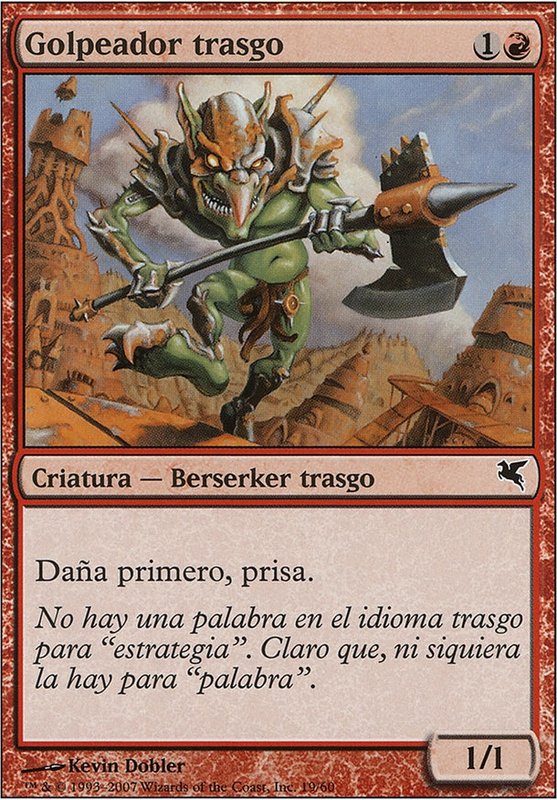 Golpeador trasgo
1
Criatura — Berserker trasgo
Daña primero, prisa.
No hay una palabra en el idioma trasgo
para “estrategia”. Claro que, ni siquiera
la hay para “palabra”.
1/1
Kevin Dobler
™ & © 1993-2007 Wizards of the Coast, Inc. 19/60